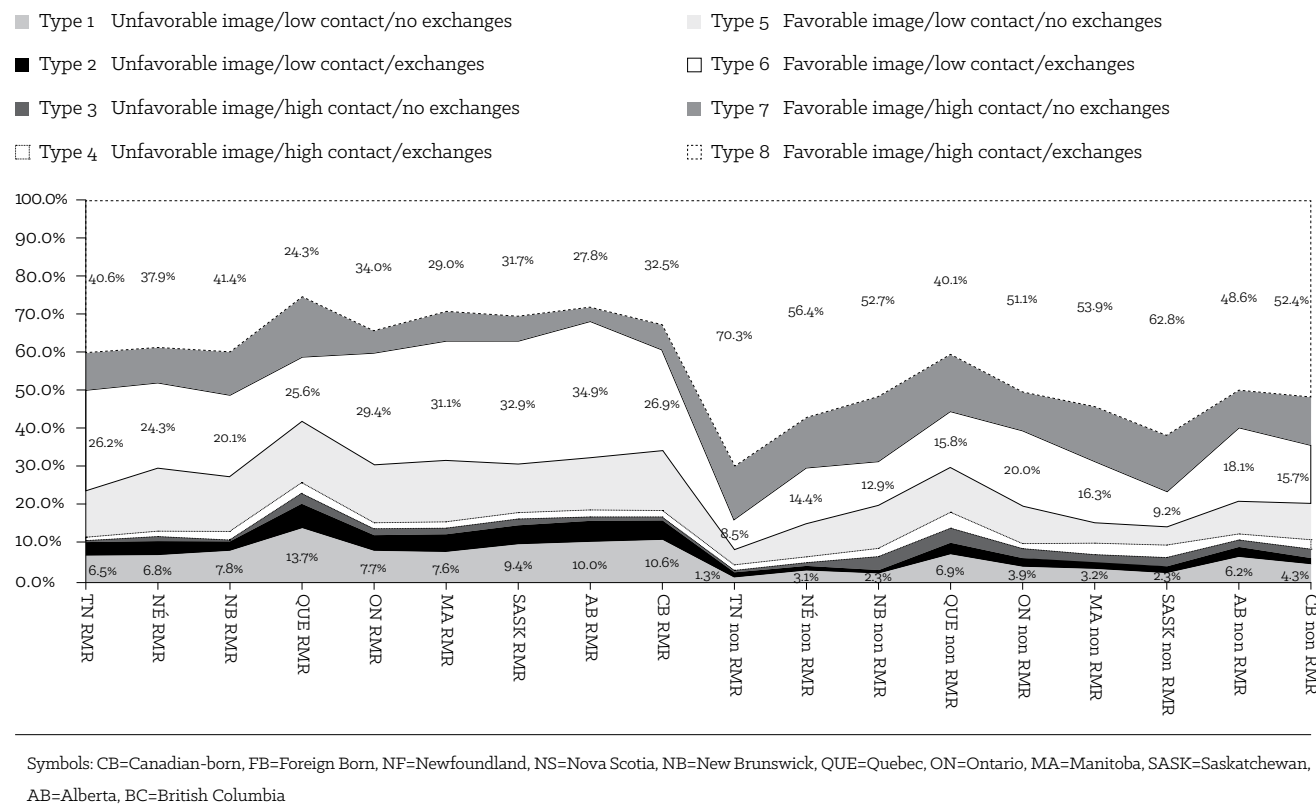 Type 1 Unfavorable image/low contact/no exchanges
Type 2 Unfavorable image/low contact/exchanges
Type 3 Unfavorable image/high contact/no exchanges
Type 4 Unfavorable image/high contact/exchanges
Type 5 Favorable image/low contact/no exchanges
Type 6 Favorable image/low contact/exchanges
Type 7 Favorable image/high contact/no exchanges
Type 8 Favorable image/high contact/exchanges
100.0%
90.0%
80.0%
70.0%
60.0%
50.0%
40.0%
30.0%
20.0%
10.0%
0.0%
40.6% 37.9% 41.4% 24.3% 34.0% 29.0% 31.7% 27.8% 32.5% 70.3% 56.4% 52.7% 40.1% 51.1% 53.9% 62.8% 48.6% 52.4%
26.2% 24.3% 20.1% 25.6% 29.4% 31.1% 32.9% 34.9% 26.9% 8.5% 14.4% 12.9% 15.8% 20.0% 16.3% 9.2% 18.1% 15.7%
6.5% 6.8% 7.8% 13.7% 7.7% 7.6% 9.4% 10.0% 10.6% 1.3% 3.1% 2.3% 6.9% 3.9% 3.2% 2.3% 6.2% 4.3%
TN RMR
NÉ RMR
NB RMR
QUE RMR
ON RMR
MA RMR
SASK RMR
AB RMR
CB RMR
TN non RMR
NÉ non RMR
NB non RMR
QUE non RMR
ON non RMR
MA non RMR
SASK non RMR
AB non RMR
CB non RMR
Symbols: CB=Canadian-born, FB=Foreign Born, NF=Newfoundland, NS=Nova Scotia, NB=New Brunswick, QUE=Quebec, ON=Ontario, MA=Manitoba, SASK=Saskatchewan,
AB=Alberta, BC=British Columbia